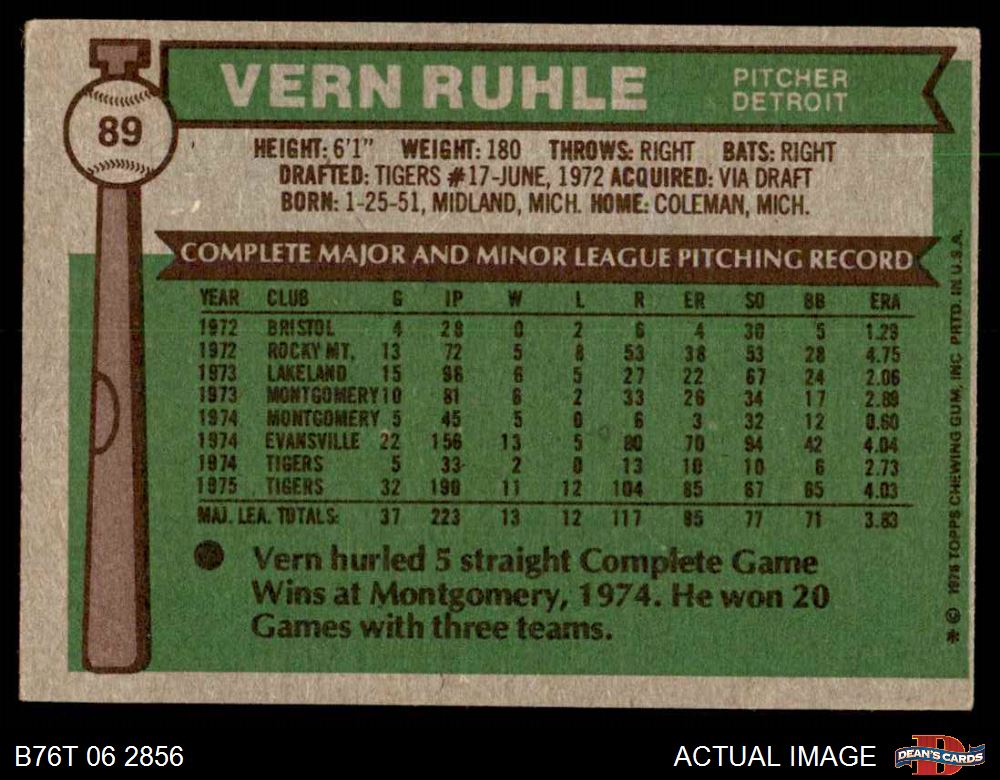 89
VERN RUHLE
PITCHER
DETROIT
HEIGHT: 6'1" WEIGHT: 180 THROWS: RIGHT BATS: RIGHT
DRAFTED: TIGERS #17-JUNE, 1972 ACQUIRED: VIA DRAFT
BORN: 1-25-51, MIDLAND, MICH. HOME: COLEMAN, MICH.
COMPLETE MAJOR AND MINOR LEAGUE PITCHING RECORD
YEAR CLUB G IP W L R ER SO BB ERA
1972 BRISTOL 4 28 0 2 6 4 30 5 1.29
1972 ROCKY MT. 13 72 5 8 53 38 53 28 4.75
1973 LAKELAND 15 96 6 5 27 22 67 24 2.06
1973 MONTGOMERY 10 81 6 2 33 26 34 17 2.89
1974 MONTGOMERY 5 45 5 0 6 3 32 12 0.60
1974 EVANSVILLE 22 156 13 5 80 70 94 42 4.04
1974 TIGERS 5 33 2 0 13 10 10 6 2.73
1975 TIGERS 32 190 11 12 104 85 67 65 4.03
MAJ. LEA. TOTALS: 37 223 13 12 117 95 77 71 3.83
Vern hurled 5 straight Complete Game
Wins at Montgomery, 1974. He won 20
Games with three teams.
* © 1976 TOPPS CHEWING GUM, INC. PRTD. IN U.S.A.
B76T 06 2856
ACTUAL IMAGE
D
DEAN'S CARDS